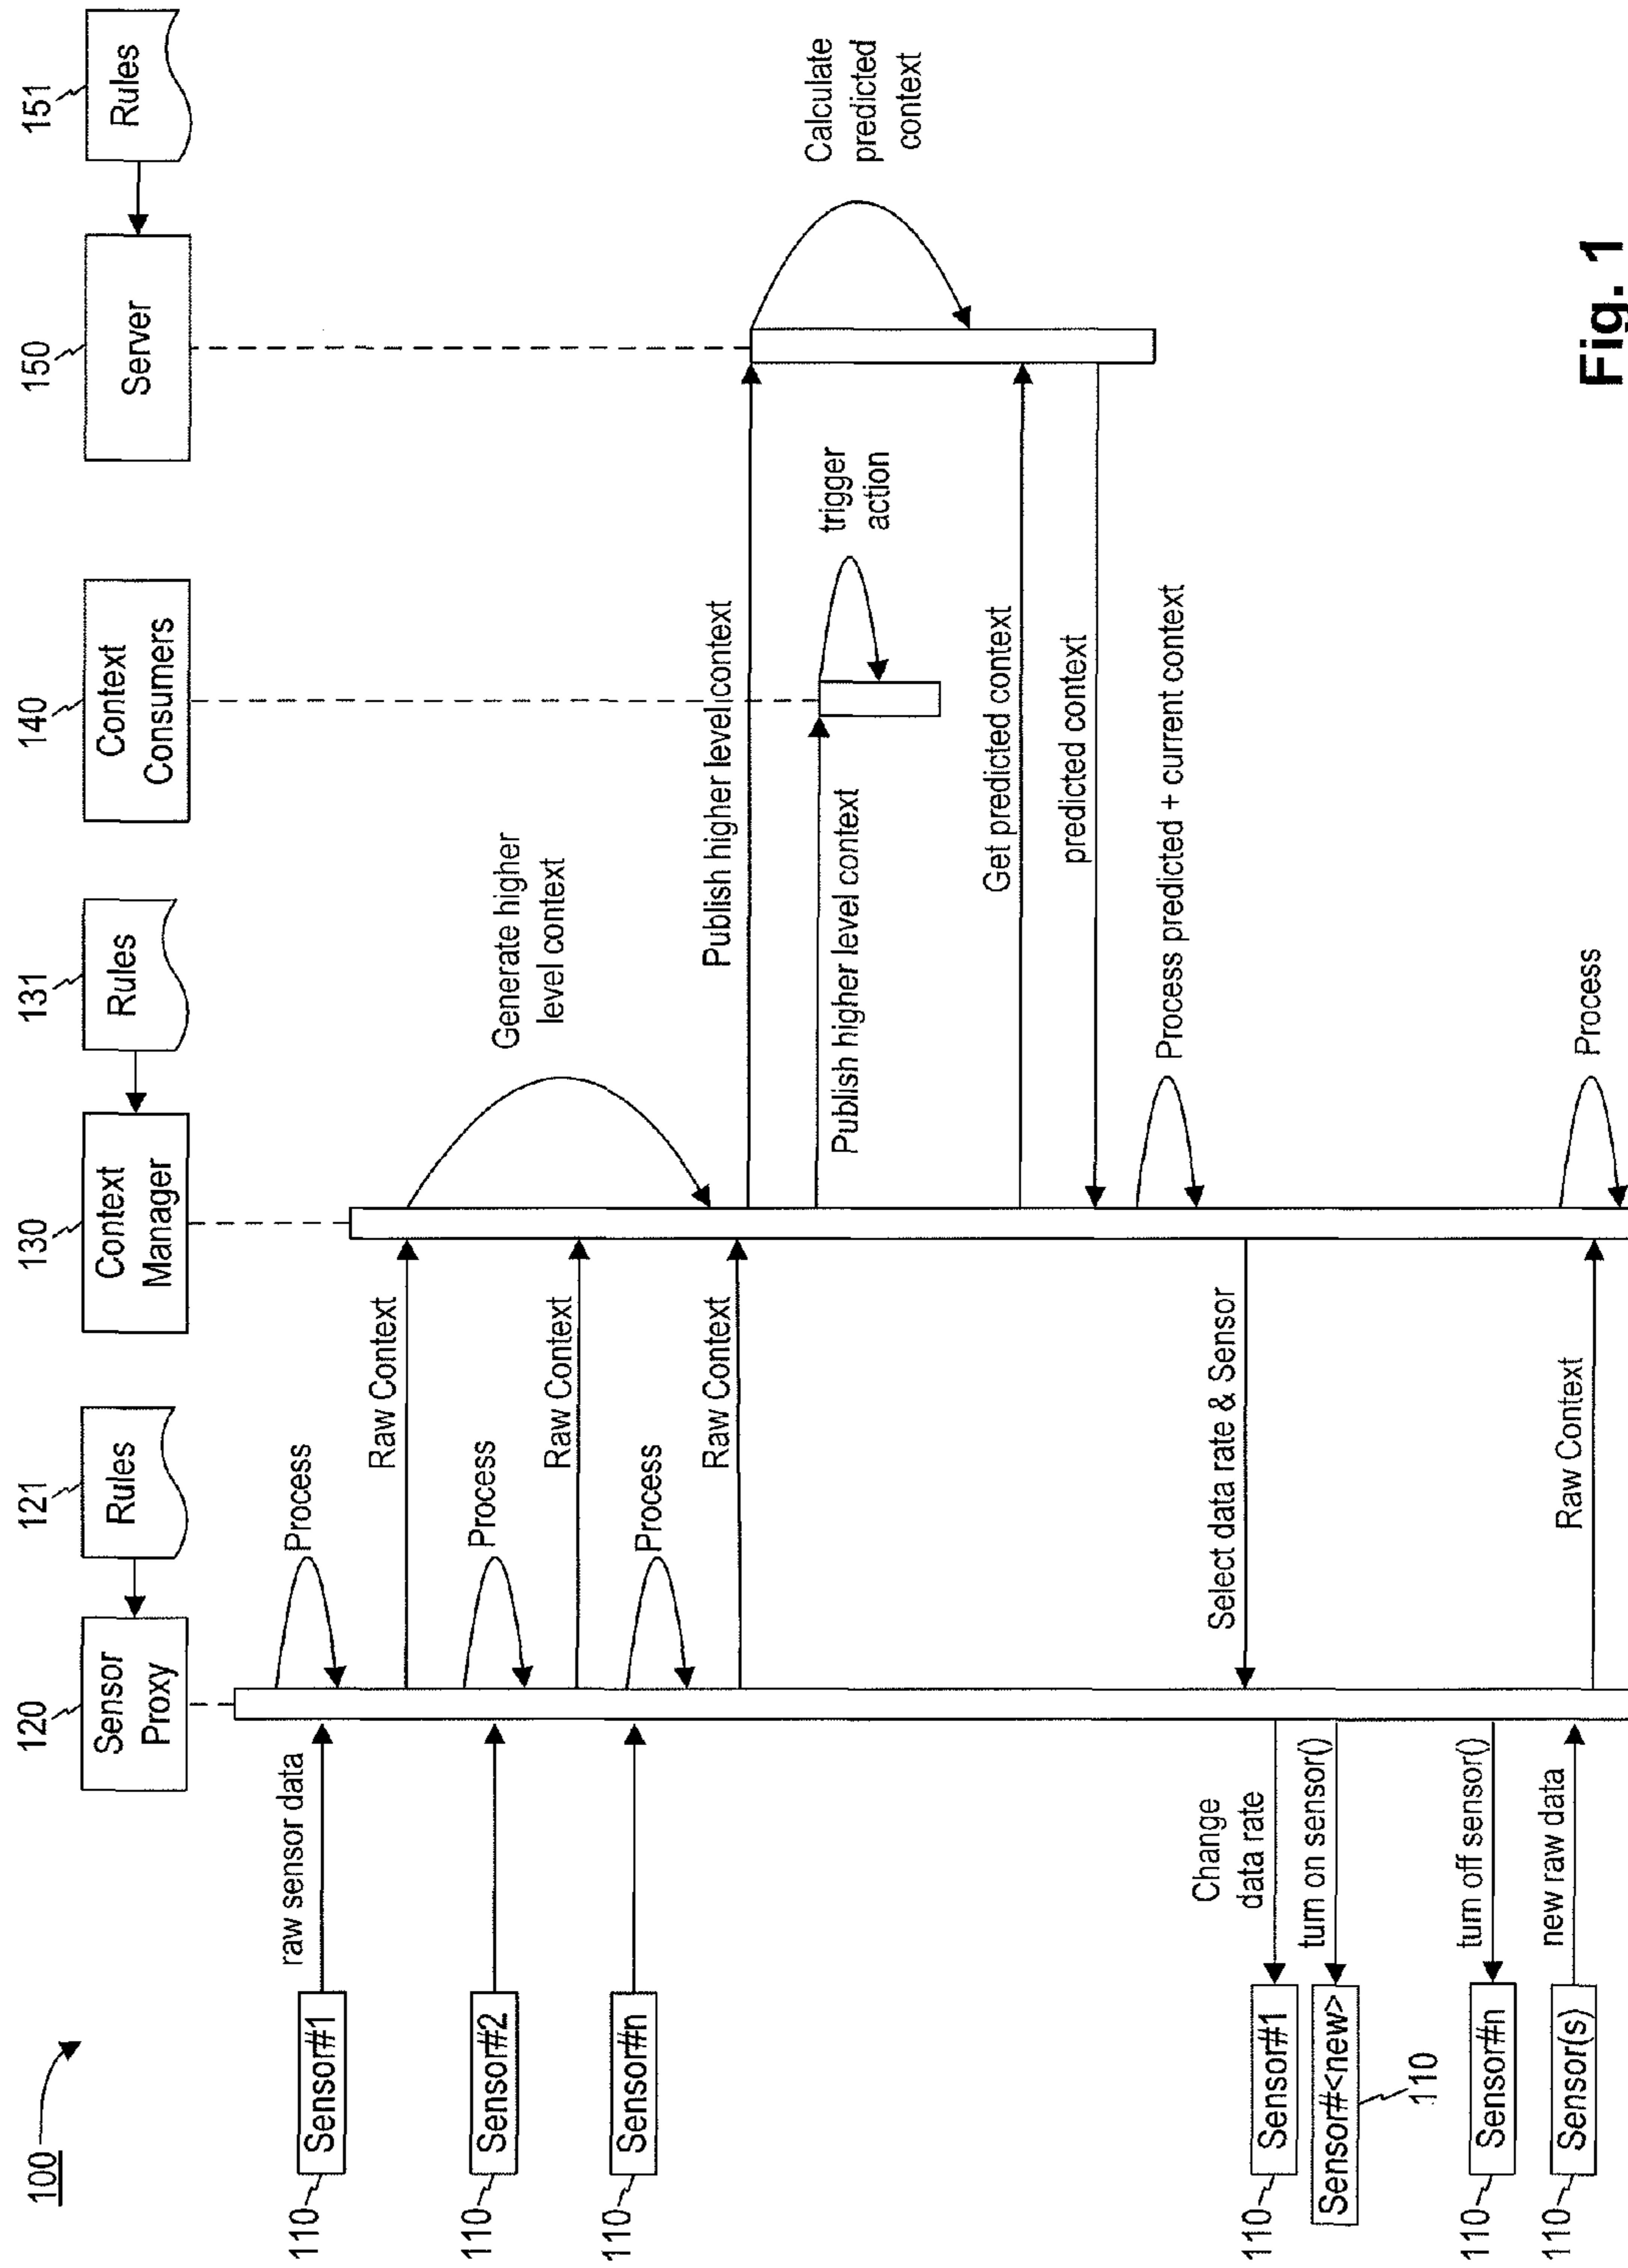 100
120
Sensor
Proxy
121
Rules
130
Context
Manager
131
Rules
140
Context
Consumers
150
Server
151
Rules
110
Sensor#1
raw sensor data
Process
Raw Context
110
Sensor#2
Process
Raw Context
110
Sensor#n
Process
Raw Context
Generate higher
level context
Publish higher level context
Publish higher level context
trigger
action
Calculate
predicted
context
Get predicted context
predicted context
Process predicted + current context
Select data rate & Sensor
110
Sensor#1
Change
data rate
Sensor#<new>
110
turn on sensor()
110
Sensor#n
turn off sensor()
110
Sensor(s)
new raw data
Raw Context
Process
Fig. 1